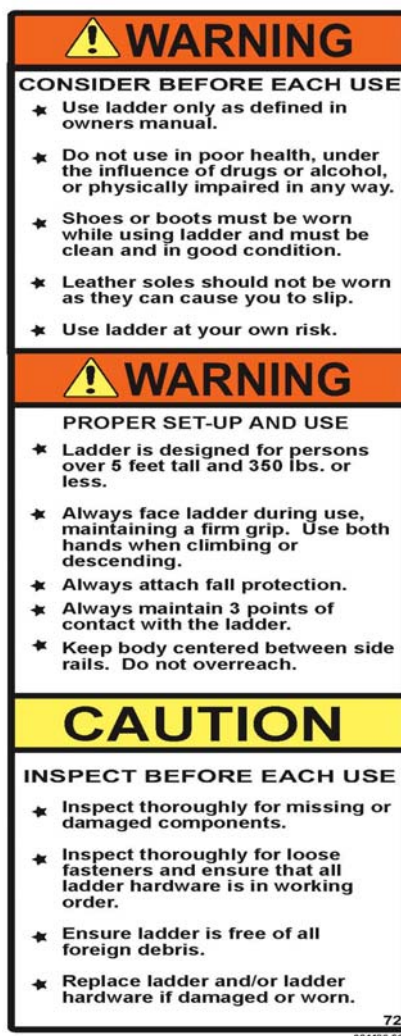 WARNING
CONSIDER BEFORE EACH USE
Use ladder only as defined in
owners manual.
Do not use in poor health, under
the influence of drugs or alcohol,
or physically impaired in any way.
Shoes or boots must be worn
while using ladder and must be
clean and in good condition.
Leather soles should not be worn
as they can cause you to slip.
Use ladder at your own risk.
WARNING
PROPER SET-UP AND USE
Ladder is designed for persons
over 5 feet tall and 350 lbs. or
less.
Always face ladder during use,
maintaining a firm grip. Use both
hands when climbing or
descending.
Always attach fall protection.
Always maintain 3 points of
contact with the ladder.
Keep body centered between side
rails. Do not overreach.
CAUTION
INSPECT BEFORE EACH USE
Inspect thoroughly for missing or
damaged components.
Inspect thoroughly for loose
fasteners and ensure that all
ladder hardware is in working
order.
Ensure ladder is free of all
foreign debris.
Replace ladder and/or ladder
hardware if damaged or worn.
72